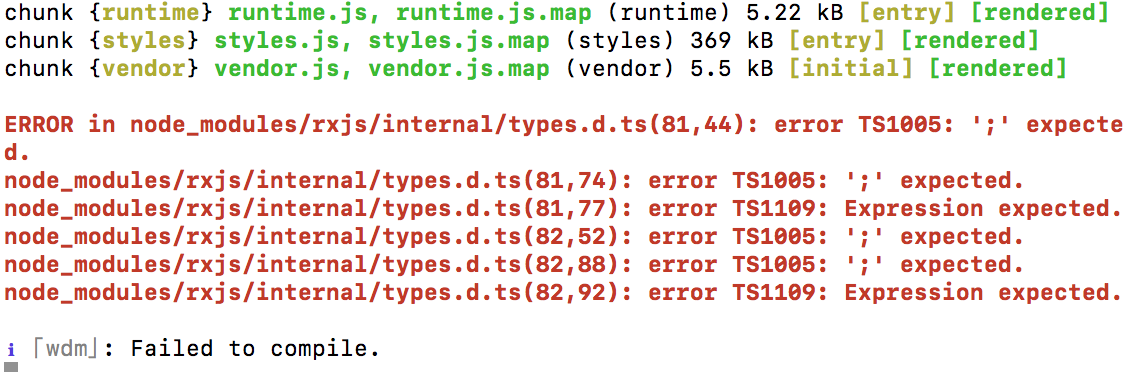 chunk {runtime} runtime.js, runtime.js.map (runtime) 5.22 kB [entry] [rendered]
chunk {styles} styles.js, styles.js.map (styles) 369 kB [entry] [rendered]
chunk {vendor} vendor.js, vendor.js.map (vendor) 5.5 kB [initial] [rendered]
ERROR in node_modules/rxjs/internal/types.d.ts(81,44): error TS1005: ';' expecte
d.
node_modules/rxjs/internal/types.d.ts(81,74): error TS1005: ';' expected.
node_modules/rxjs/internal/types.d.ts(81,77): error TS1109: Expression expected.
node_modules/rxjs/internal/types.d.ts(82,52): error TS1005: ';' expected.
node_modules/rxjs/internal/types.d.ts(82,88): error TS1005: ';' expected.
node_modules/rxjs/internal/types.d.ts(82,92): error TS1109: Expression expected.
ℹ 「wdm」: Failed to compile.